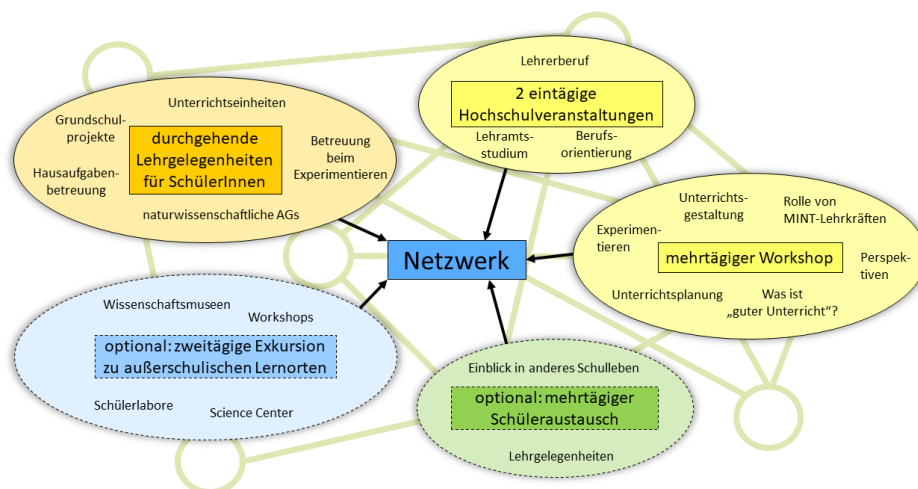 Unterrichtseinheiten
Grundschul-
projekte
durchgehende
Lehrgelegenheiten
für SchülerInnen
Betreuung
beim
Experimentieren
Hausaufgaben-
betreuung
naturwissenschaftliche AGs
Lehrerberuf
2 eintägige
Hochschulveranstaltungen
Lehramts-
studium
Berufs-
orientierung
Netzwerk
Unterrichts-
gestaltung
Rolle von
MINT-Lehrkräften
Experimen-
tieren
mehrtägiger Workshop
Perspek-
tiven
Unterrichtsplanung
Was ist
„guter Unterricht“?
Wissenschaftsmuseen
Workshops
optional: zweitägige Exkursion
zu außerschulischen Lernorten
Schülerlabore
Science Center
Einblick in anderes Schulleben
optional: mehrtägiger
Schüleraustausch
Lehrgelegenheiten